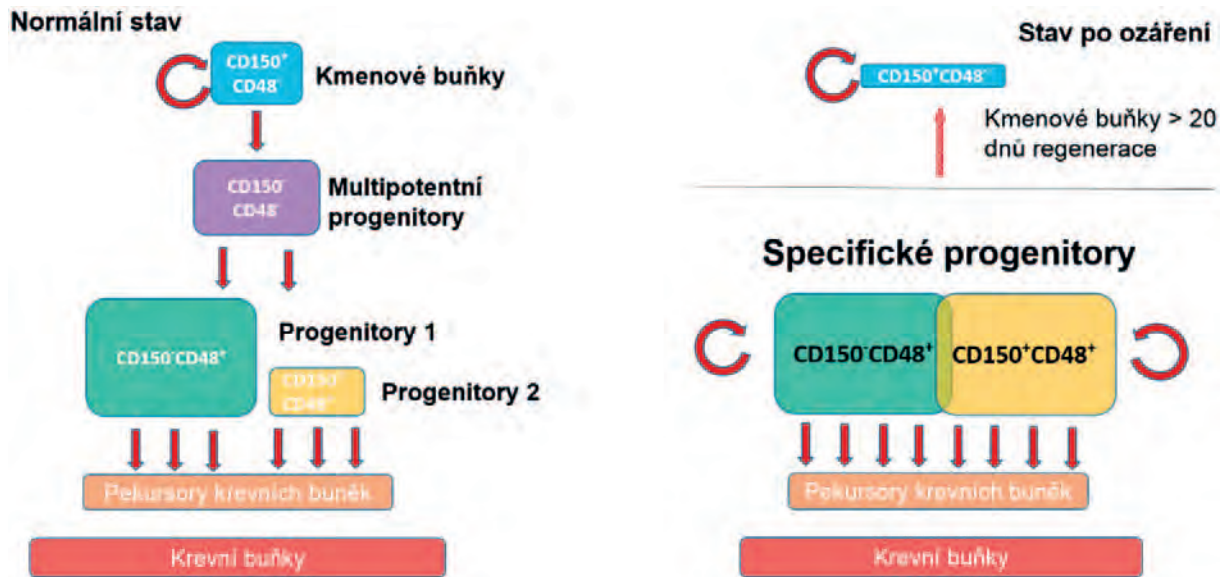 Normální stav
CD150⁺
CD48⁻
Kmenové buňky
CD150⁻
CD48⁻
Multipotentní
progenitory
CD150⁻CD48⁺
Progenitory 1
CD150⁺
CD48⁺
Progenitory 2
Pekursory krevních buněk
Krevní buňky
Stav po ozáření
CD150⁺CD48⁻
Kmenové buňky > 20
dnů regenerace
Specifické progenitory
CD150⁻CD48⁺
CD150⁺CD48⁺
Pekursory krevních buněk
Krevní buňky